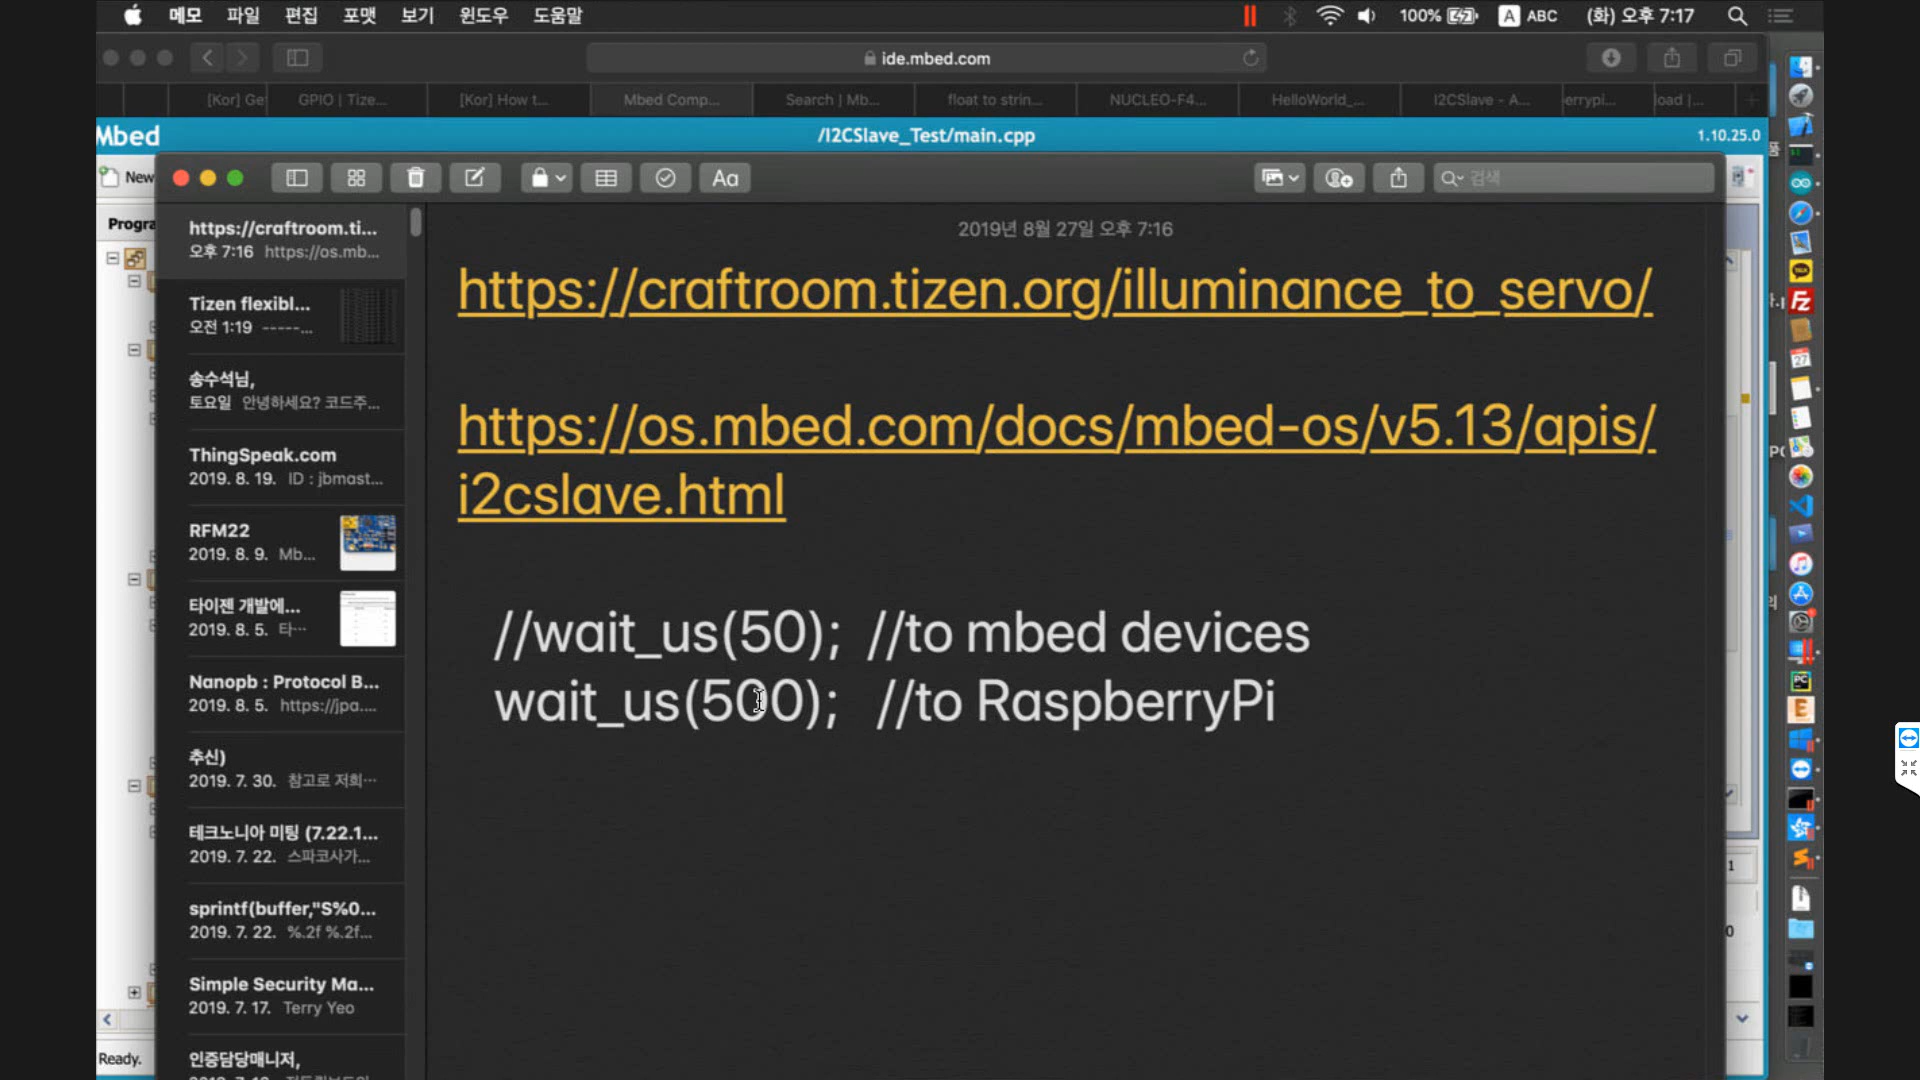 메모 파일 편집 포맷 보기 윈도우 도움말 100% A ABC (화) 오후 7:17
ide.mbed.com
[Kor] Ge GPIO | Tize... [Kor] How t... Mbed Comp... Search | Mb... float to strin... NUCLEO-F4... HelloWorld_... I2CSlave - A... errypi... load |...
Mbed /I2CSlave_Test/main.cpp 1.10.25.0
New Aa 검색
Progra
https://craftroom.ti...
오후 7:16 https://os.mb...
Tizen flexibl...
오전 1:19 -----...
송수석님,
토요일 안녕하세요? 코드주...
ThingSpeak.com
2019. 8. 19. ID : jbmast...
RFM22
2019. 8. 9. Mb...
타이젠 개발에...
2019. 8. 5. 타...
Nanopb : Protocol B...
2019. 8. 5. https://jpa....
추신)
2019. 7. 30. 참고로 저희...
테크노니아 미팅 (7.22.1...
2019. 7. 22. 스파코사가...
sprintf(buffer,"S%0...
2019. 7. 22. %.2f %.2f...
Simple Security Ma...
2019. 7. 17. Terry Yeo
인증담당매니저,
2019년 8월 27일 오후 7:16
https://craftroom.tizen.org/illuminance_to_servo/
https://os.mbed.com/docs/mbed-os/v5.13/apis/
i2cslave.html
//wait_us(50); //to mbed devices
wait_us(500); //to RaspberryPi
Ready.